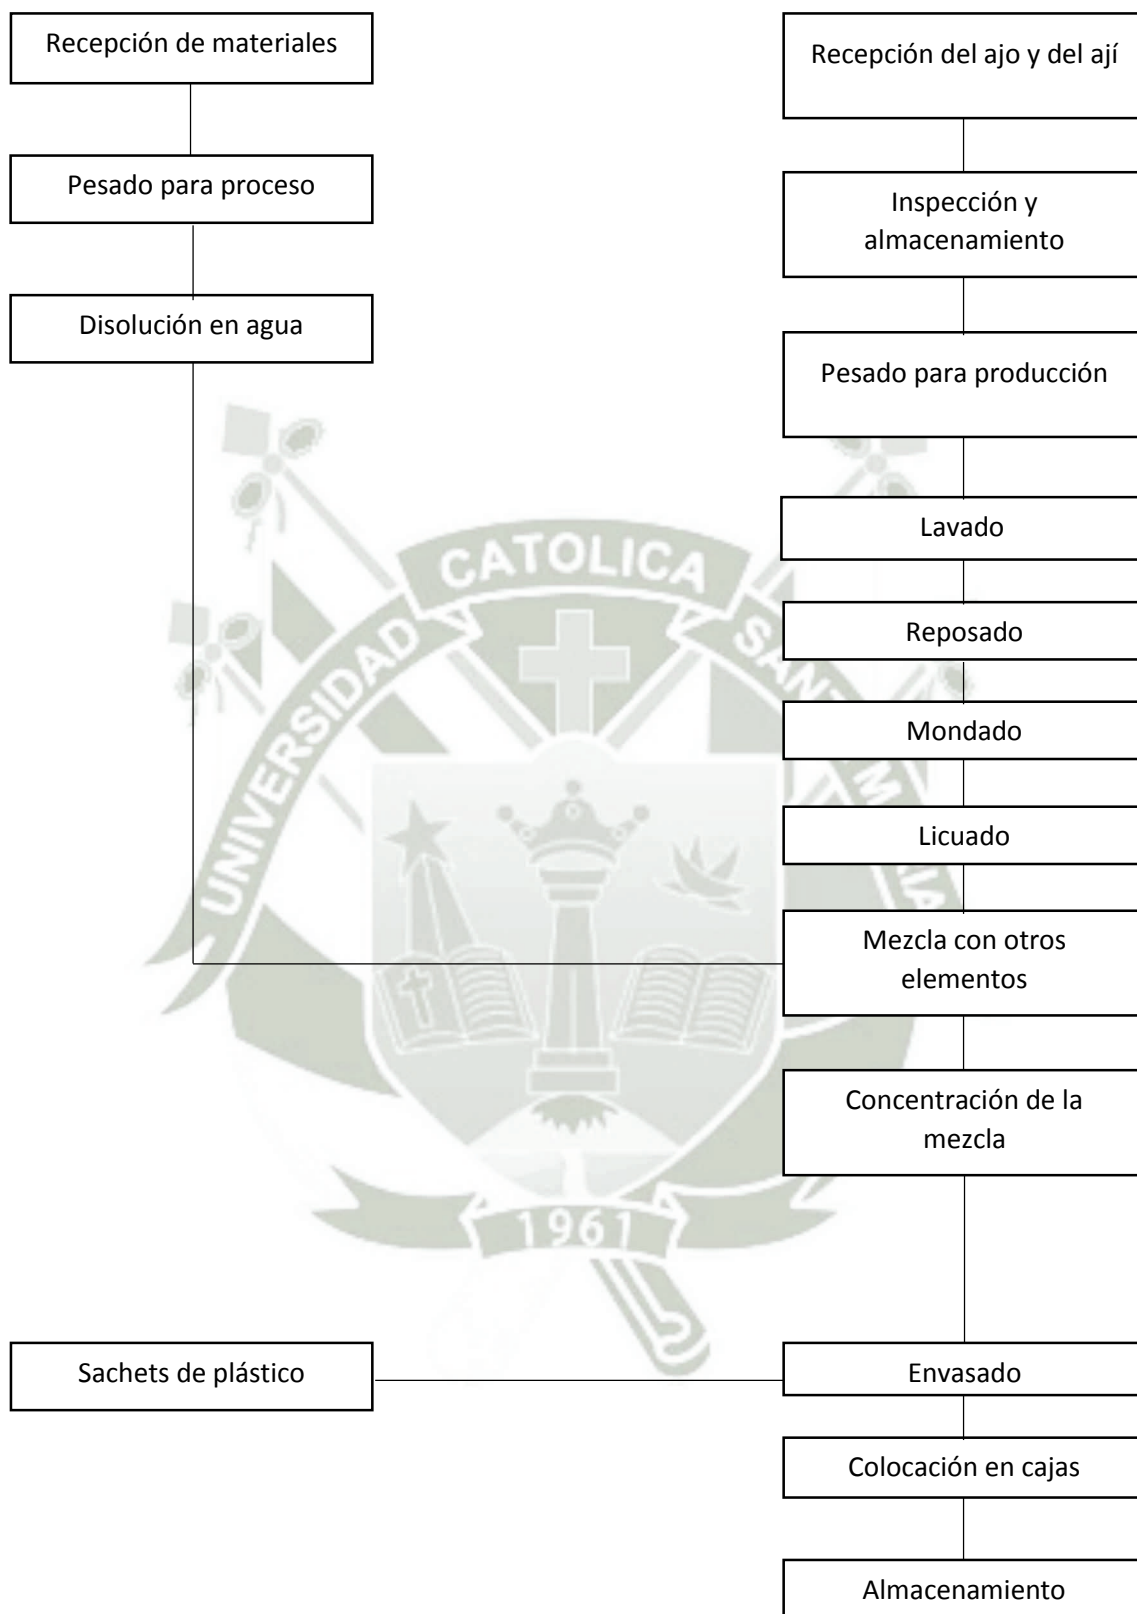 Recepción de materiales
Pesado para proceso
Disolución en agua
Recepción del ajo y del ají
Inspección y
almacenamiento
Pesado para producción
Lavado
Reposado
Mondado
Licuado
Mezcla con otros
elementos
Concentración de la
mezcla
Sachets de plástico
Envasado
Colocación en cajas
Almacenamiento
UNIVERSIDAD
CATOLICA
SANTA MARIA
1961